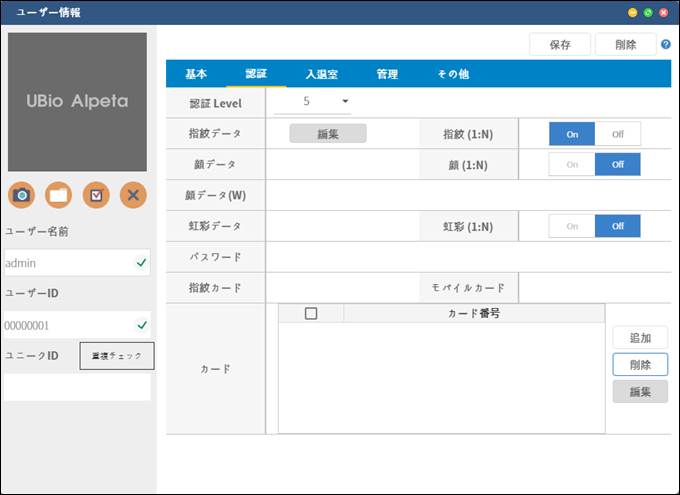 ユーザー情報
保存 削除 ?
UBio Alpeta
基本 認証 入退室 管理 その他
認証 Level 5
指紋データ 編集 指紋 (1:N) On Off
顔データ 顔 (1:N) On Off
顔データ(W)
虹彩データ 虹彩 (1:N) On Off
パスワード
指紋カード モバイルカード
カード カード番号
追加
削除
編集
ユーザー名前
admin
ユーザーID
00000001
ユニークID 重複チェック